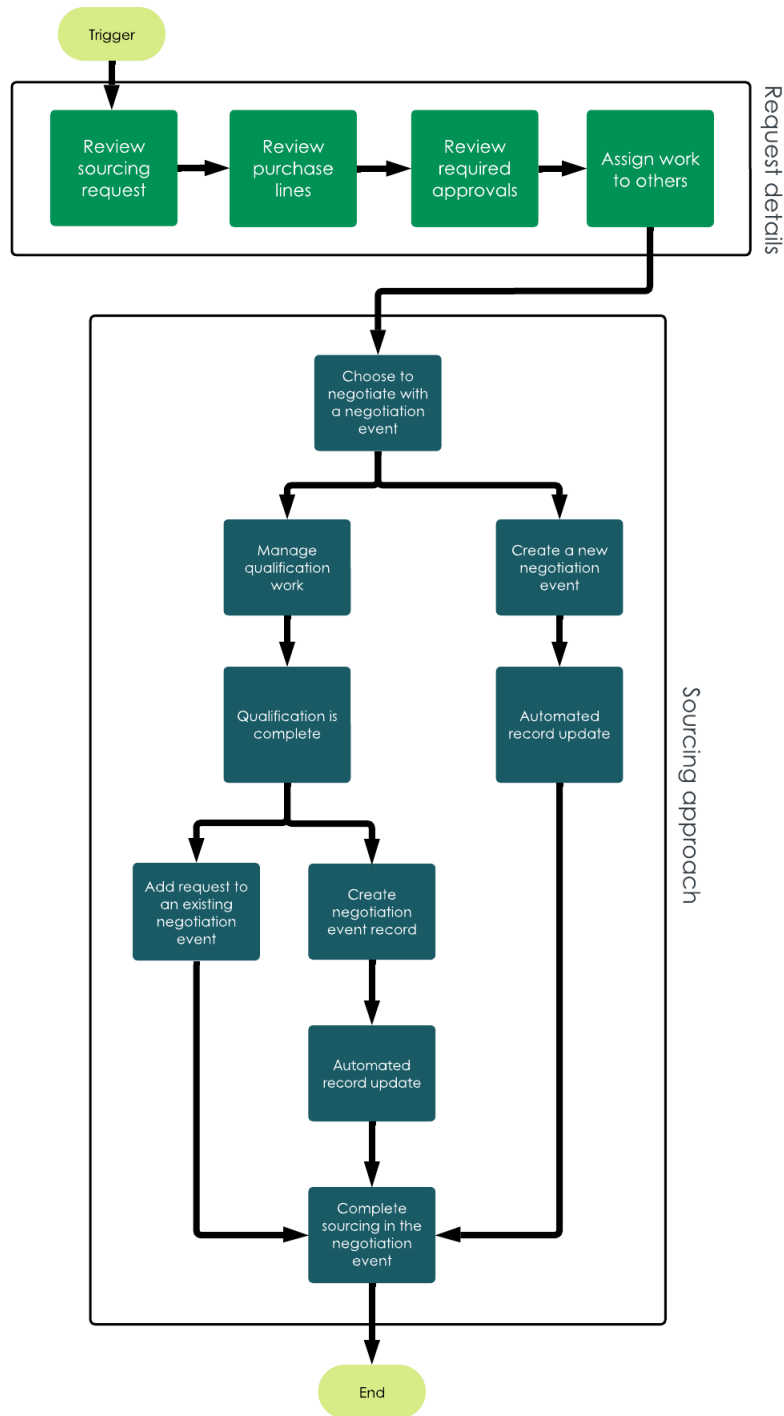 Trigger
Request details
Review
sourcing
request
Review
purchase
lines
Review
required
approvals
Assign work
to others
Sourcing approach
Choose to
negotiate with
a negotiation
event
Manage
qualification
work
Create a new
negotiation
event
Qualification is
complete
Automated
record update
Add request to
an existing
negotiation
event
Create
negotiation
event record
Automated
record update
Complete
sourcing in the
negotiation
event
End